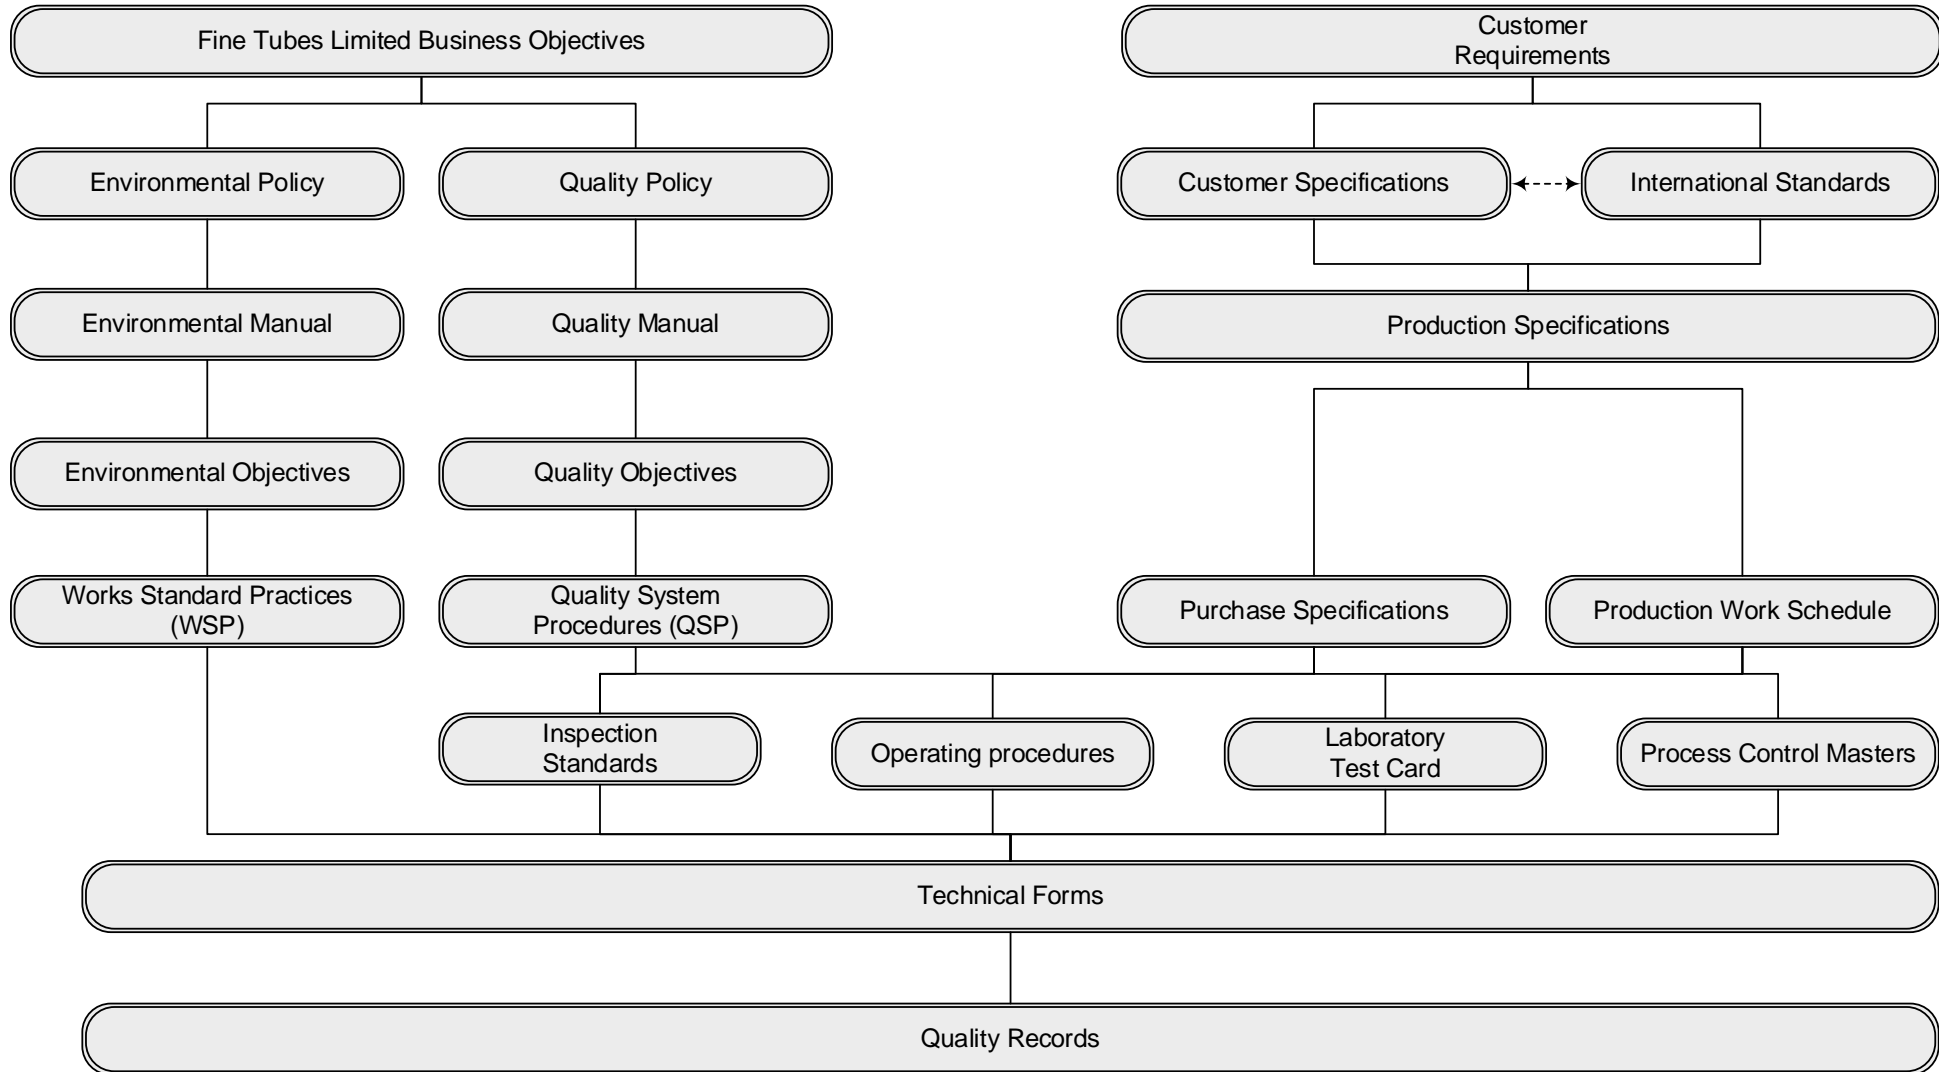 Fine Tubes Limited Business Objectives
Customer
Requirements
Environmental Policy
Quality Policy
Customer Specifications
International Standards
Environmental Manual
Quality Manual
Production Specifications
Environmental Objectives
Quality Objectives
Works Standard Practices
(WSP)
Quality System
Procedures (QSP)
Purchase Specifications
Production Work Schedule
Inspection
Standards
Operating procedures
Laboratory
Test Card
Process Control Masters
Technical Forms
Quality Records